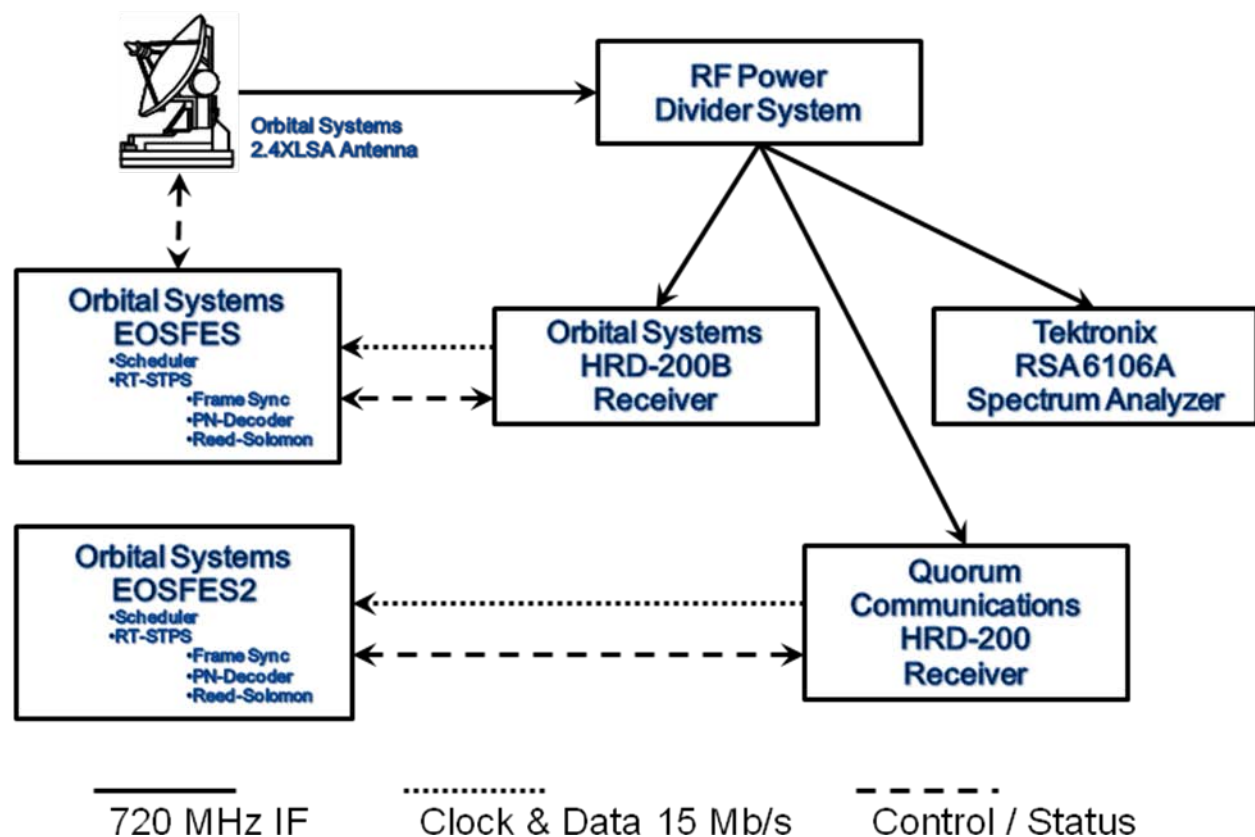 Orbital Systems
2.4XLSA Antenna
RF Power
Divider System
Orbital Systems
EOSFES
•Scheduler
•RT-STPS
•Frame Sync
•PN-Decoder
•Reed-Solomon
Orbital Systems
HRD-200B
Receiver
Tektronix
RSA 6106A
Spectrum Analyzer
Orbital Systems
EOSFES2
•Scheduler
•RT-STPS
•Frame Sync
•PN-Decoder
•Reed-Solomon
Quorum
Communications
HRD-200
Receiver
720 MHz IF
Clock & Data 15 Mb/s
Control / Status